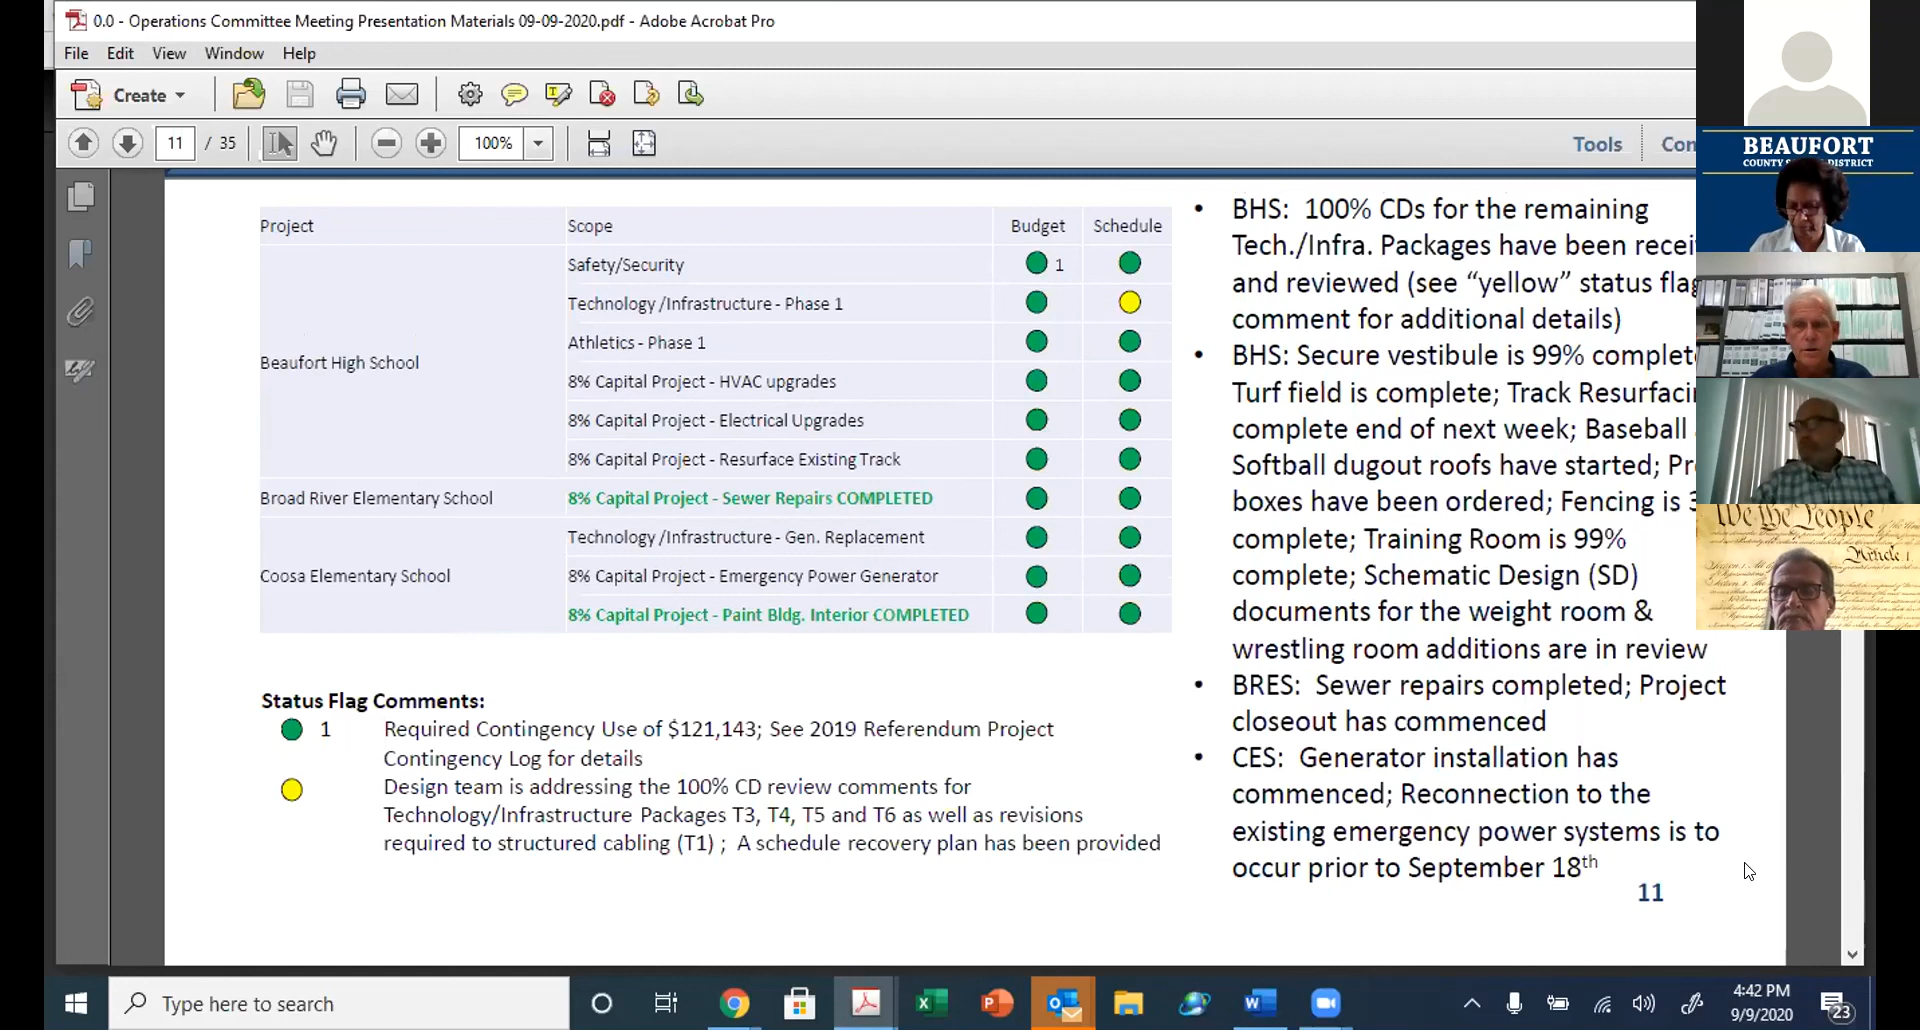 0.0 - Operations Committee Meeting Presentation Materials 09-09-2020.pdf - Adobe Acrobat Pro
File Edit View Window Help
Create
11 / 35 100% Tools
BEAUFORT
COUNTY DISTRICT
Project Scope Budget Schedule
Beaufort High School
Safety/Security 1
Technology/Infrastructure - Phase 1
Athletics - Phase 1
8% Capital Project - HVAC upgrades
8% Capital Project - Electrical Upgrades
8% Capital Project - Resurface Existing Track
Broad River Elementary School 8% Capital Project - Sewer Repairs COMPLETED
Coosa Elementary School
Technology/Infrastructure - Gen. Replacement
8% Capital Project - Emergency Power Generator
8% Capital Project - Paint Bldg. Interior COMPLETED
Status Flag Comments:
1 Required Contingency Use of $121,143; See 2019 Referendum Project
Contingency Log for details
Design team is addressing the 100% CD review comments for
Technology/Infrastructure Packages T3, T4, T5 and T6 as well as revisions
required to structured cabling (T1) ; A schedule recovery plan has been provided
• BHS: 100% CDs for the remaining
Tech./Infra. Packages have been
and reviewed (see “yellow” status
comment for additional details)
• BHS: Secure vestibule is 99%
Turf field is complete; Track
complete end of next week; Baseball
Softball dugout roofs have started;
boxes have been ordered; Fencing is
complete; Training Room is 99%
complete; Schematic Design (SD)
documents for the weight room &
wrestling room additions are in review
• BRES: Sewer repairs completed; Project
closeout has commenced
• CES: Generator installation has
commenced; Reconnection to the
existing emergency power systems is to
occur prior to September 18th
11
We the People
Article 1
Type here to search
4:42 PM
9/9/2020
23